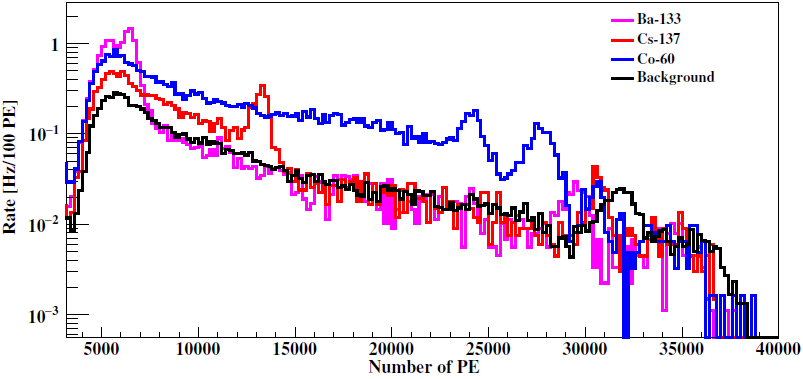 Ba-133
Cs-137
Co-60
Background
Rate [Hz/100 PE]
1
10⁻¹
10⁻²
10⁻³
5000 10000 15000 20000 25000 30000 35000 40000
Number of PE